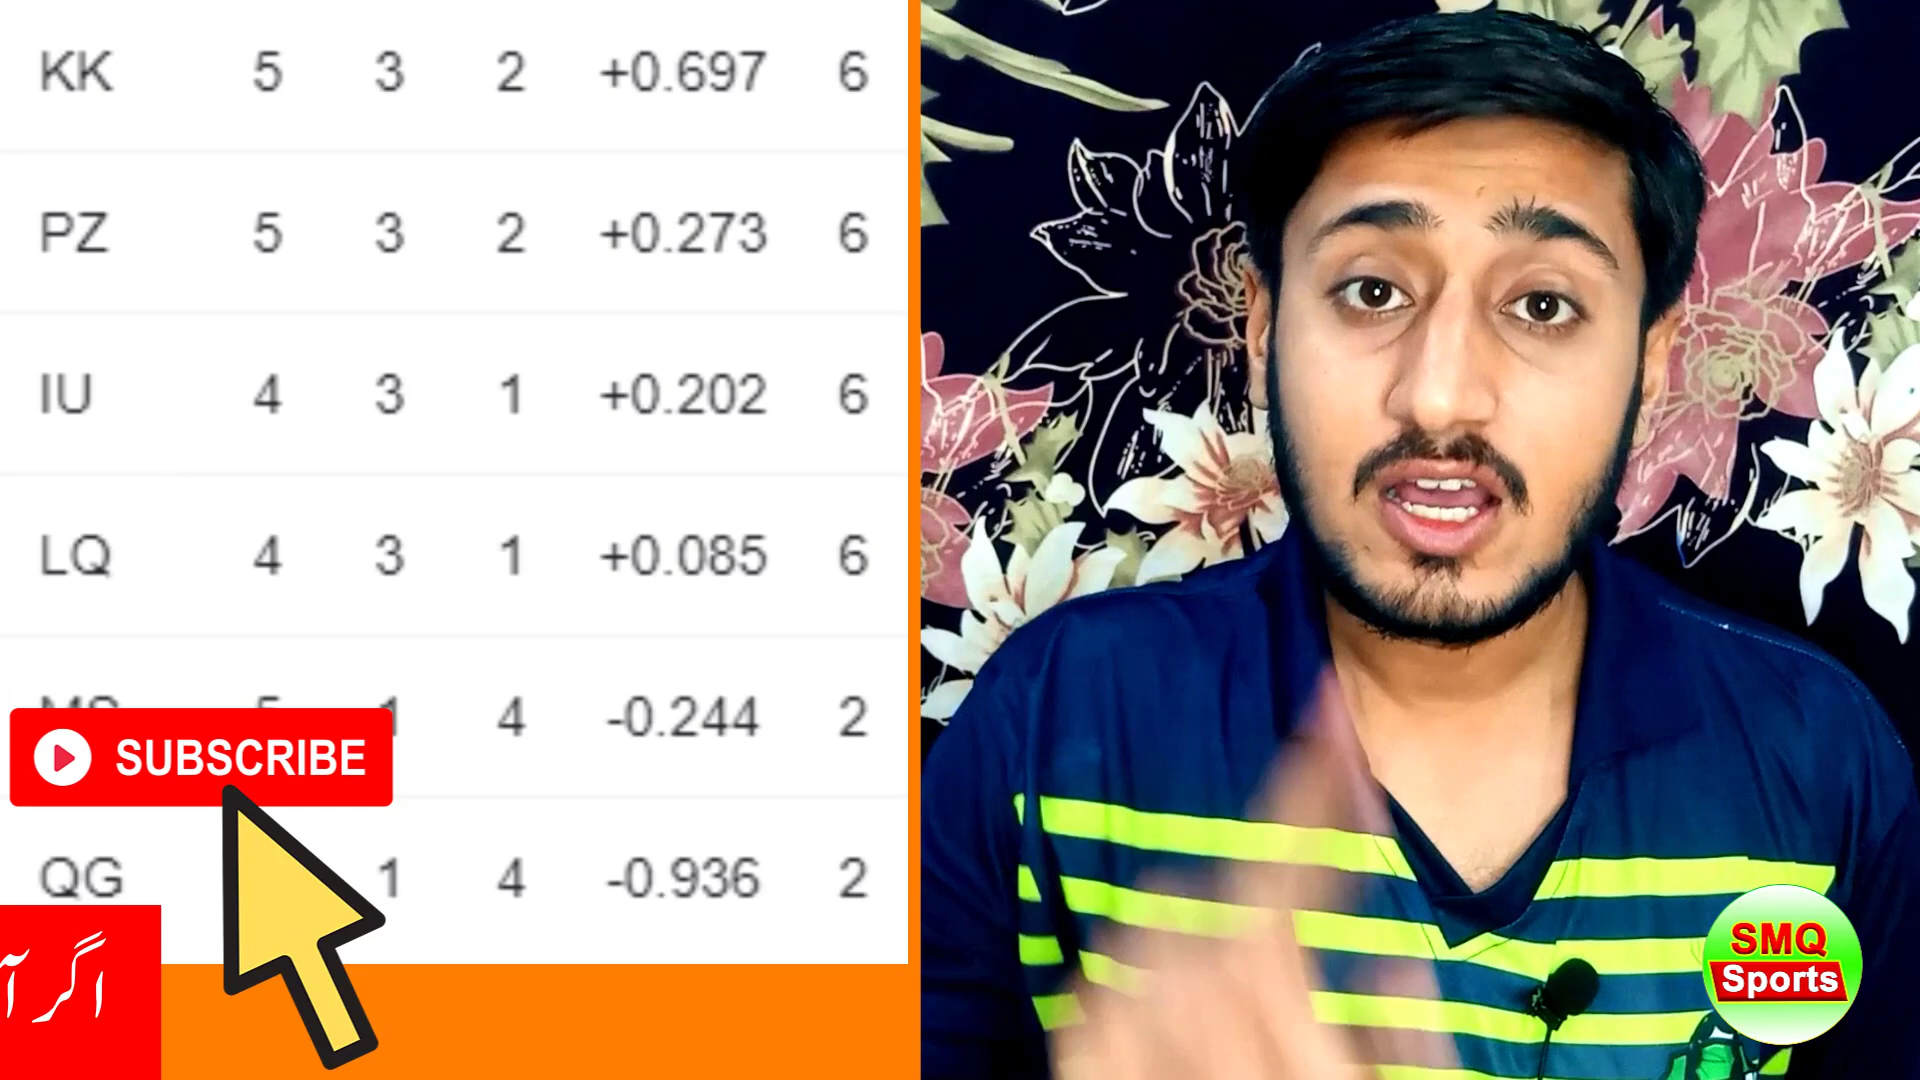 KK 5 3 2 +0.697 6
PZ 5 3 2 +0.273 6
IU 4 3 1 +0.202 6
LQ 4 3 1 +0.085 6
1 4 -0.244 2
SUBSCRIBE
QG 1 4 -0.936 2
اگر
SMQ
Sports